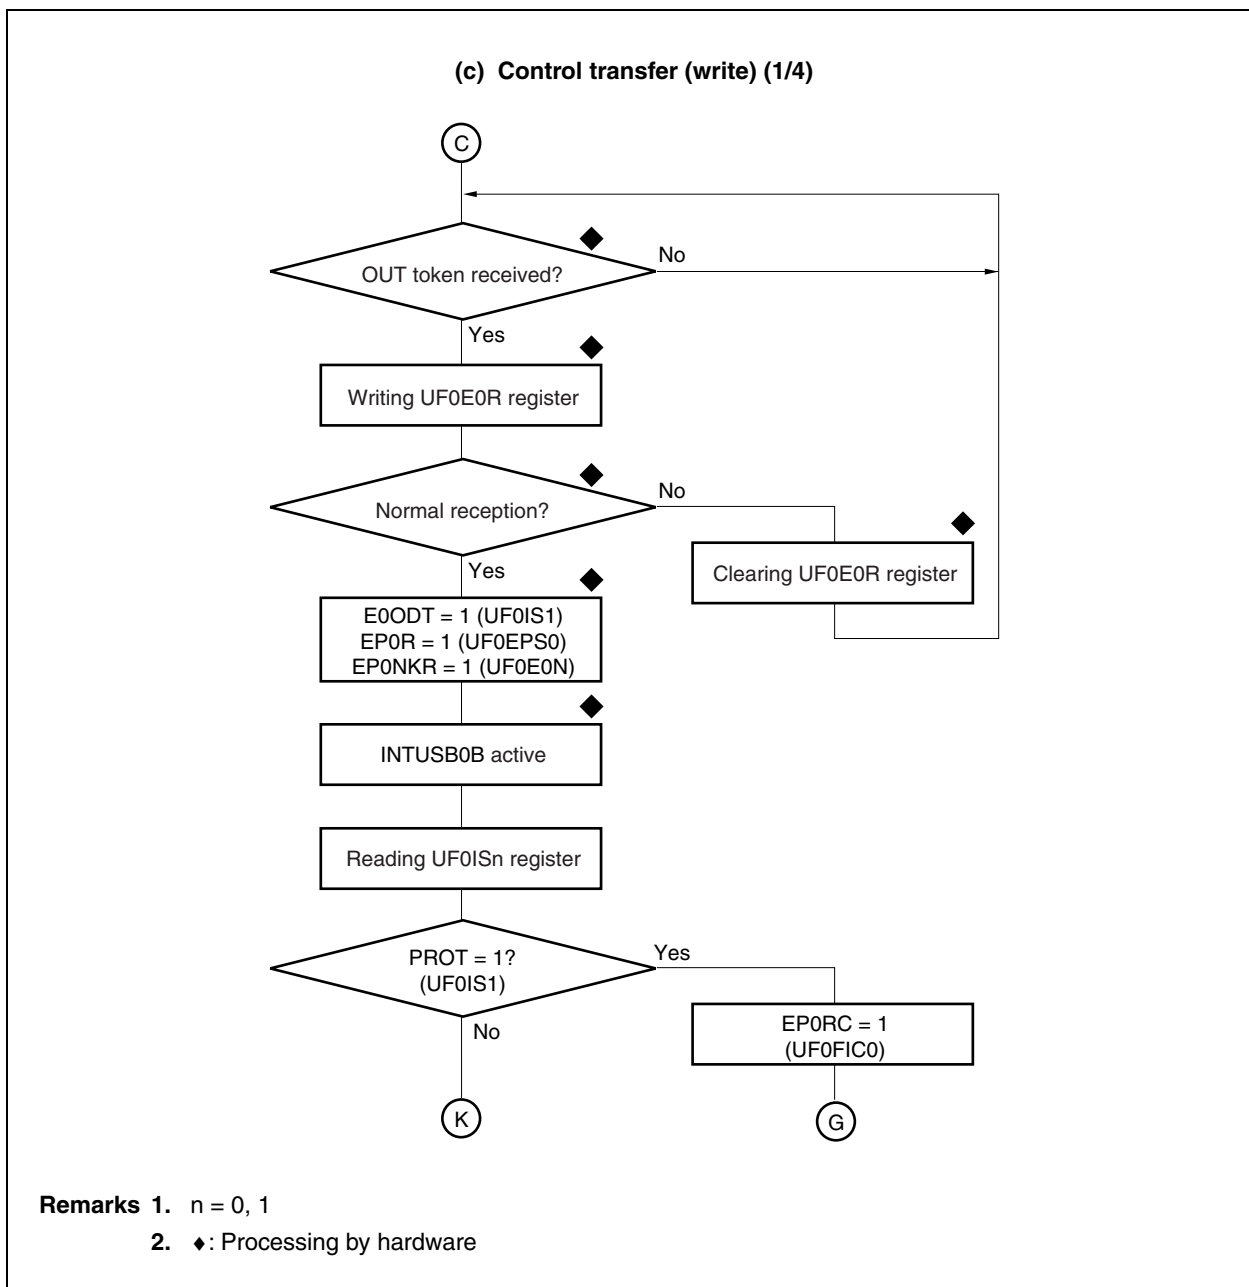 (c) Control transfer (write) (1/4)
C
OUT token received?
No
Yes
Writing UF0E0R register
Normal reception?
No
Yes
Clearing UF0E0R register
E0ODT = 1 (UF0IS1)
EP0R = 1 (UF0EPS0)
EP0NKR = 1 (UF0E0N)
INTUSB0B active
Reading UF0ISn register
PROT = 1?
(UF0IS1)
Yes
No
EP0RC = 1
(UF0FIC0)
K
G
Remarks 1. n = 0, 1
2. ♦: Processing by hardware